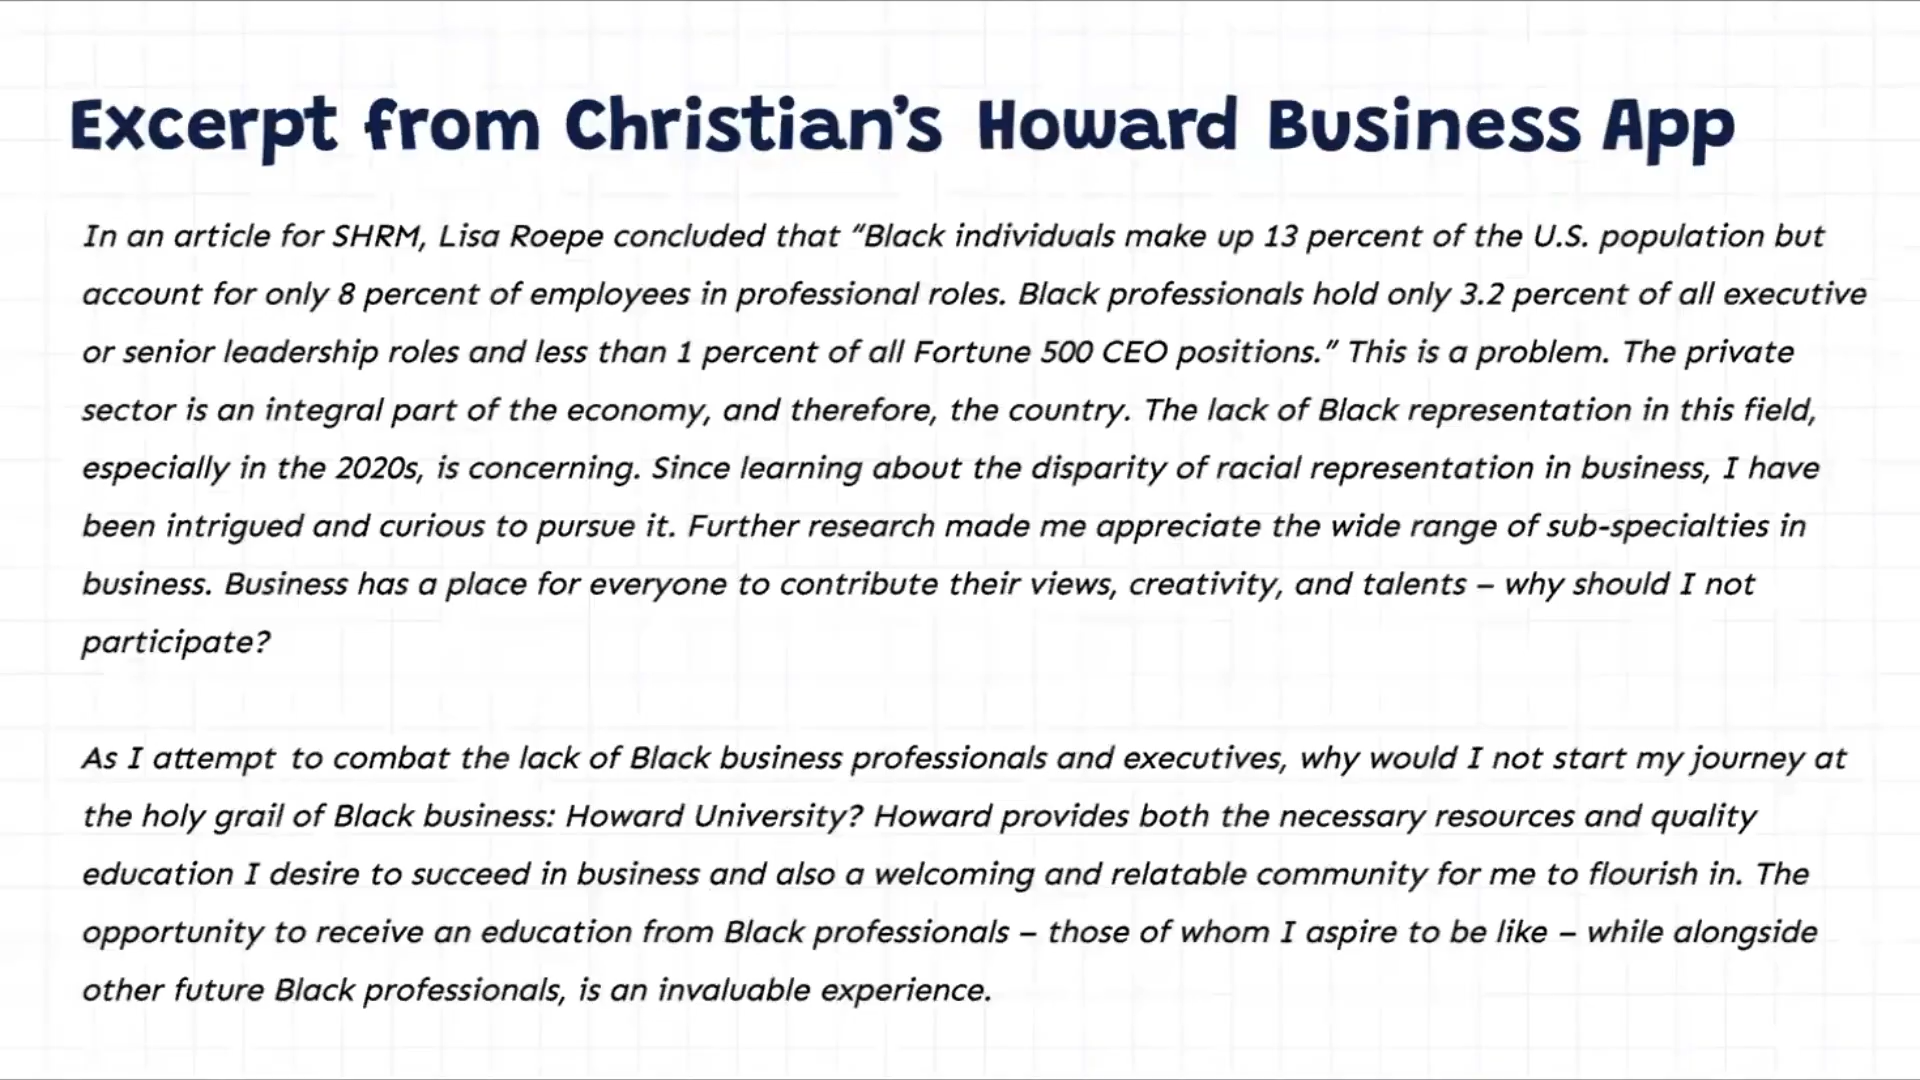 Excerpt from Christian’s Howard Business App
In an article for SHRM, Lisa Roepe concluded that “Black individuals make up 13 percent of the U.S. population but
account for only 8 percent of employees in professional roles. Black professionals hold only 3.2 percent of all executive
or senior leadership roles and less than 1 percent of all Fortune 500 CEO positions.” This is a problem. The private
sector is an integral part of the economy, and therefore, the country. The lack of Black representation in this field,
especially in the 2020s, is concerning. Since learning about the disparity of racial representation in business, I have
been intrigued and curious to pursue it. Further research made me appreciate the wide range of sub-specialties in
business. Business has a place for everyone to contribute their views, creativity, and talents – why should I not
participate?
As I attempt to combat the lack of Black business professionals and executives, why would I not start my journey at
the holy grail of Black business: Howard University? Howard provides both the necessary resources and quality
education I desire to succeed in business and also a welcoming and relatable community for me to flourish in. The
opportunity to receive an education from Black professionals – those of whom I aspire to be like – while alongside
other future Black professionals, is an invaluable experience.